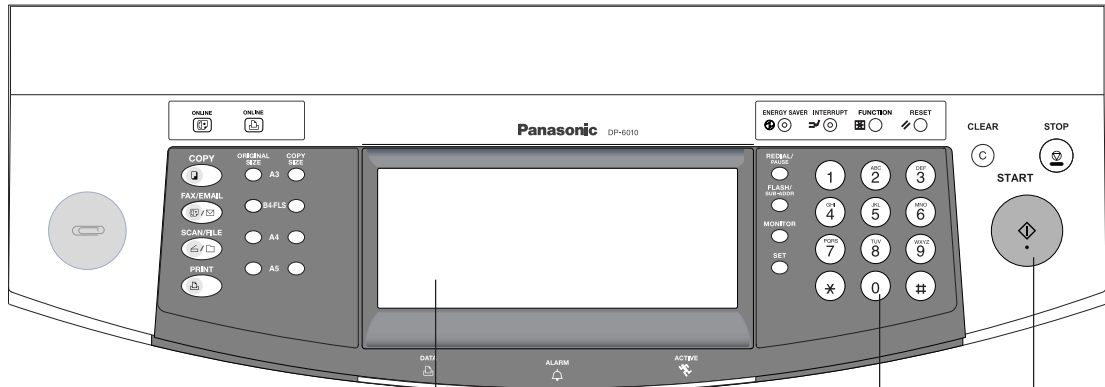 ONLINE ONLINE
ENERGY SAVER INTERRUPT FUNCTION RESET
Panasonic DP-6010
CLEAR STOP
C
START
COPY
FAX/EMAIL
SCAN/FILE
PRINT
ORIGINAL SIZE COPY SIZE
A3
B4-FLS
A4
A5
REDIAL/
PAUSE
FLASH/
SUB-ADDR
MONITOR
SET
1 ABC 2 DEF 3
GHI 4 JKL 5 MNO 6
PQRS 7 TUV 8 WXYZ 9
* 0 #
DATA ALARM ACTIVE